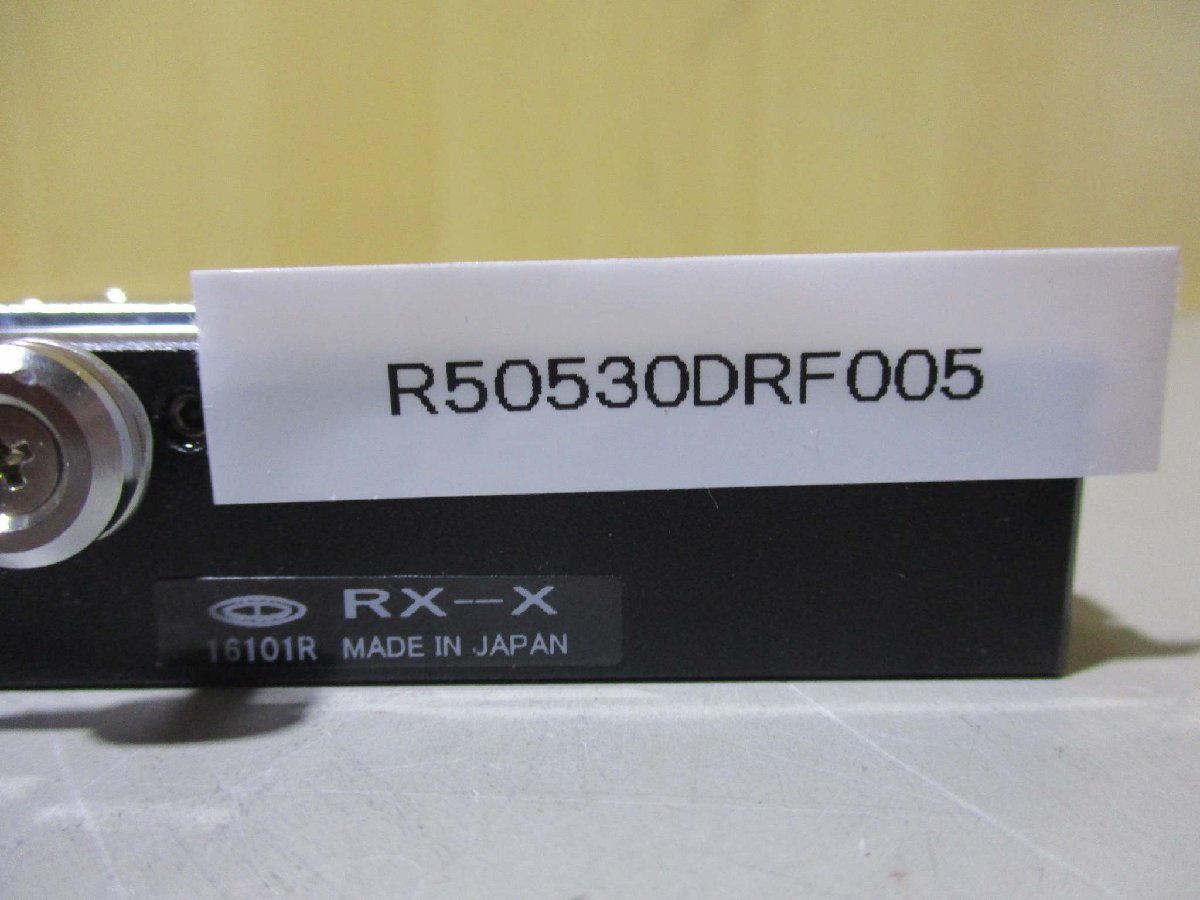 R50530DRF005
RX--X
16101R MADE IN JAPAN